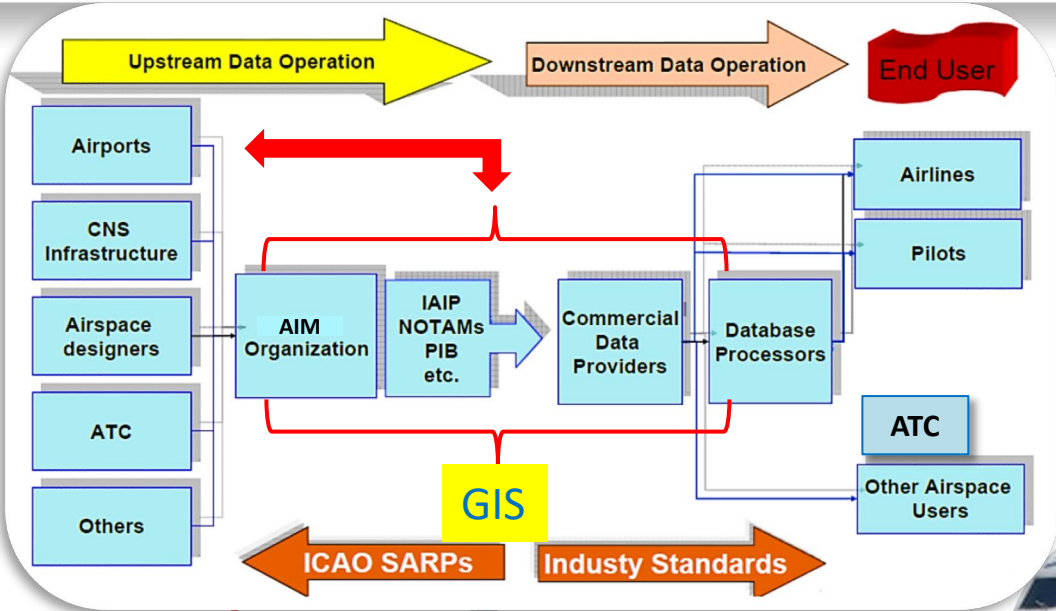 Upstream Data Operation
Downstream Data Operation
End User
Airports
CNS
Infrastructure
Airspace
designers
ATC
Others
AIM
Organization
IAIP
NOTAMs
PIB
etc.
Commercial
Data
Providers
Database
Processors
Airlines
Pilots
ATC
Other Airspace
Users
GIS
ICAO SARPs
Industy Standards